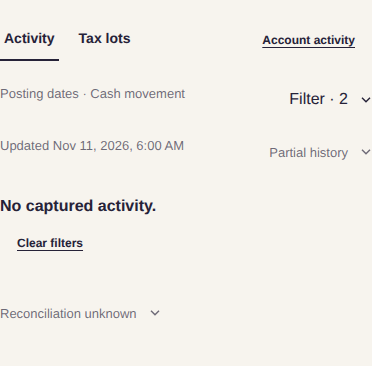 Activity Tax lots Account activity
Posting dates · Cash movement Filter · 2
Updated Nov 11, 2026, 6:00 AM Partial history
No captured activity.
Clear filters
Reconciliation unknown